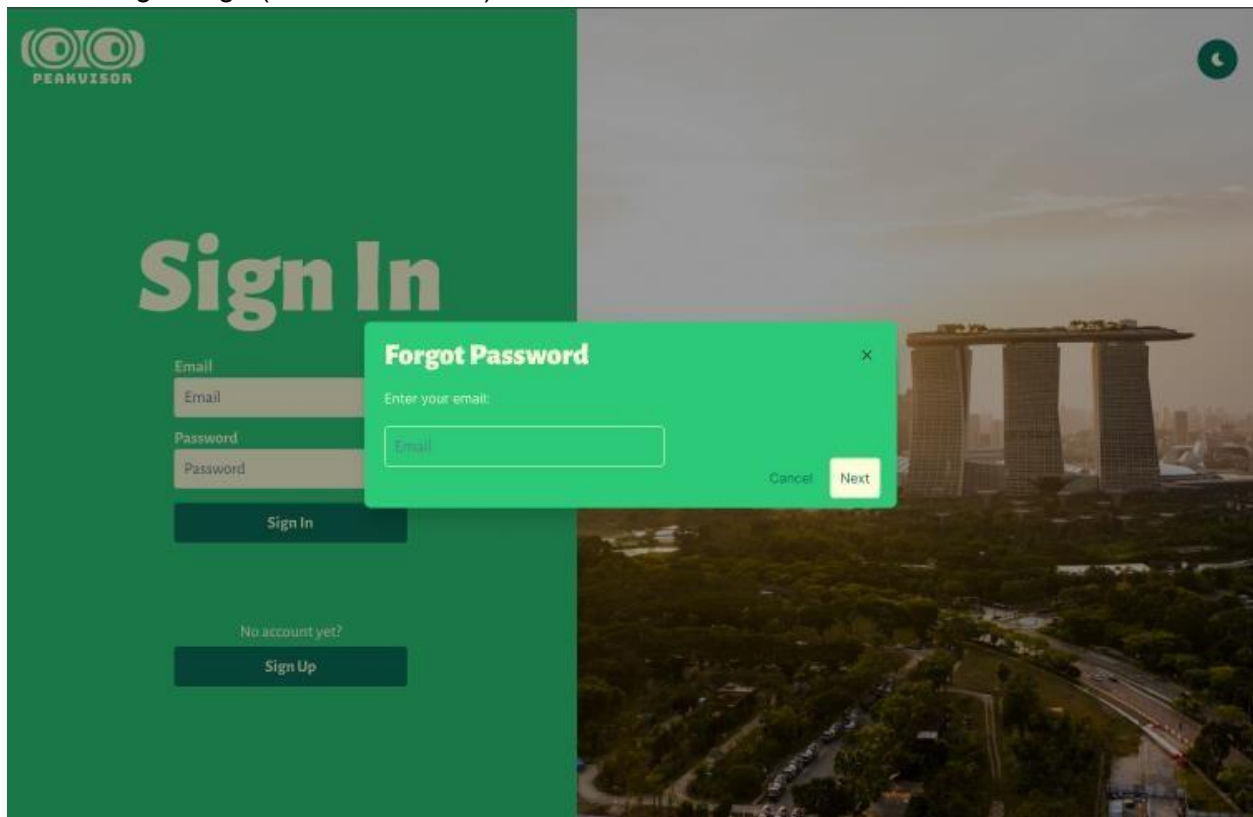 PEAKVISOR
Sign In
Email
Email
Password
Password
Sign In
No account yet?
Sign Up
Forgot Password
×
Enter your email:
Email
Cancel
Next